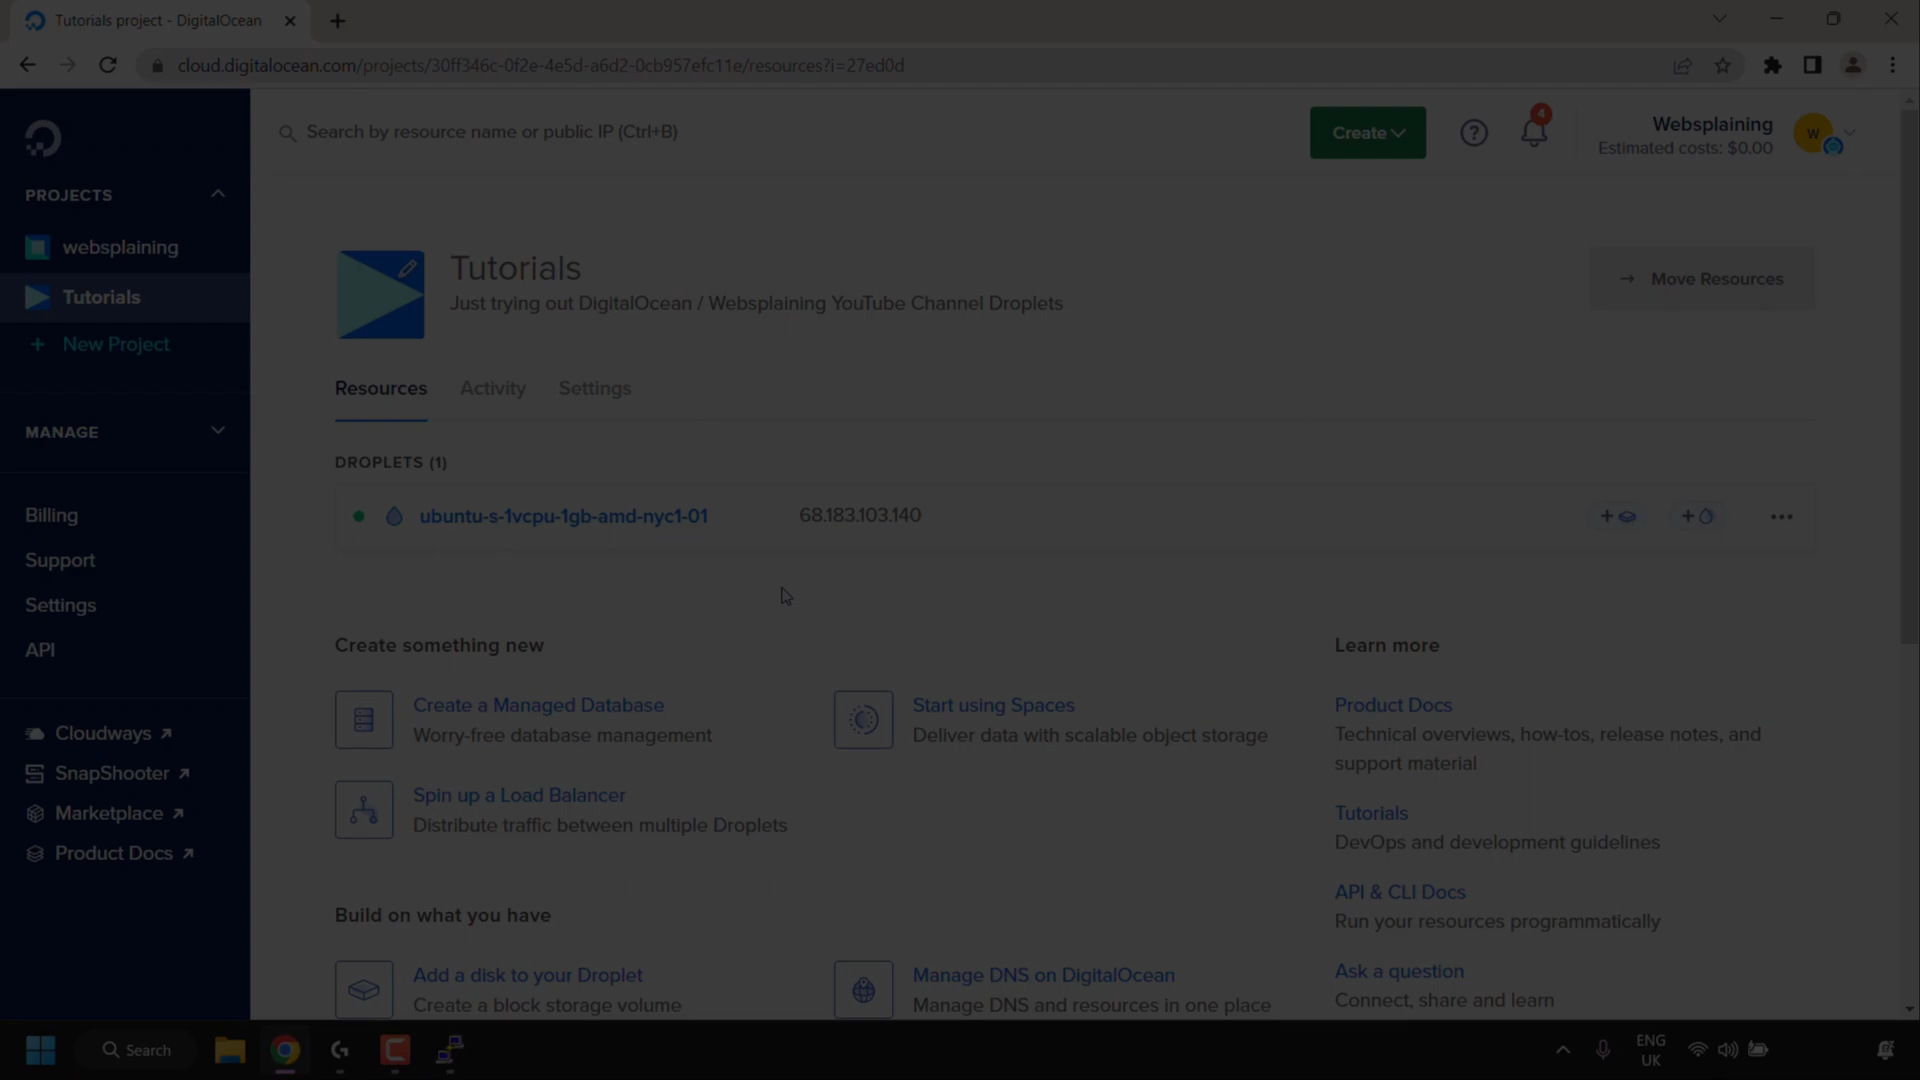 Tutorials project - DigitalOcean
cloud.digitalocean.com/projects/30ff346c-0f2e-4e5d-a6d2-0cb957efc11e/resources?i=27ed0d
Search by resource name or public IP (Ctrl+B)
Create
4
Websplaining
Estimated costs: $0.00
W
PROJECTS
websplaining
Tutorials
+ New Project
MANAGE
Billing
Support
Settings
API
Cloudways
SnapShooter
Marketplace
Product Docs
Tutorials
Just trying out DigitalOcean / Websplaining YouTube Channel Droplets
→ Move Resources
Resources
Activity
Settings
DROPLETS (1)
ubuntu-s-1vcpu-1gb-amd-nyc1-01
68.183.103.140
Create something new
Create a Managed Database
Worry-free database management
Start using Spaces
Deliver data with scalable object storage
Spin up a Load Balancer
Distribute traffic between multiple Droplets
Build on what you have
Add a disk to your Droplet
Create a block storage volume
Manage DNS on DigitalOcean
Manage DNS and resources in one place
Learn more
Product Docs
Technical overviews, how-tos, release notes, and
support material
Tutorials
DevOps and development guidelines
API & CLI Docs
Run your resources programmatically
Ask a question
Connect, share and learn
Search
ENG
UK